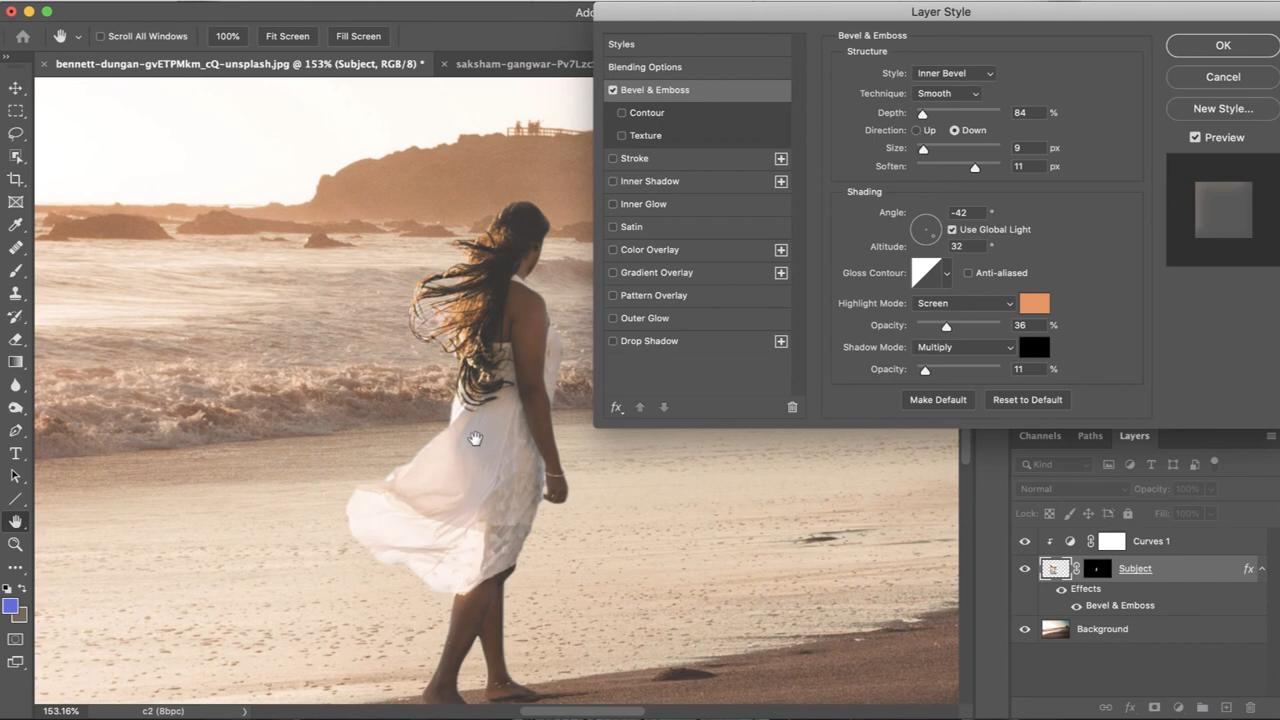 Ado
Layer Style
Scroll All Windows
100%
Fit Screen
Fill Screen
bennett-dungan-gvETPMkm_cQ-unsplash.jpg @ 153% (Subject, RGB/8) *
saksham-gangwar-Pv7Lzc
Styles
Blending Options
Bevel & Emboss
Contour
Texture
Stroke
Inner Shadow
Inner Glow
Satin
Color Overlay
Gradient Overlay
Pattern Overlay
Outer Glow
Drop Shadow
fx
Bevel & Emboss
Structure
Style: Inner Bevel
Technique: Smooth
Depth: 84 %
Direction: Up Down
Size: 9 px
Soften: 11 px
Shading
Angle: -42 °
Use Global Light
Altitude: 32 °
Gloss Contour: Anti-aliased
Highlight Mode: Screen
Opacity: 36 %
Shadow Mode: Multiply
Opacity: 11 %
Make Default
Reset to Default
OK
Cancel
New Style...
Preview
Channels
Paths
Layers
Kind
Normal
Opacity: 100%
Lock:
Fill: 100%
Curves 1
Subject
fx
Effects
Bevel & Emboss
Background
fx
153.16%
c2 (8bpc)